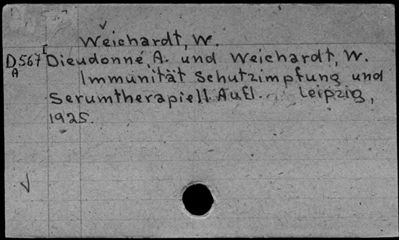 Weichardt, W.
D567 Dieudonné, A. und Weichardt, W.
A Immunität Schutzimpfung und
Serumtherapie 11 Aufl. Leipzig,
1925.